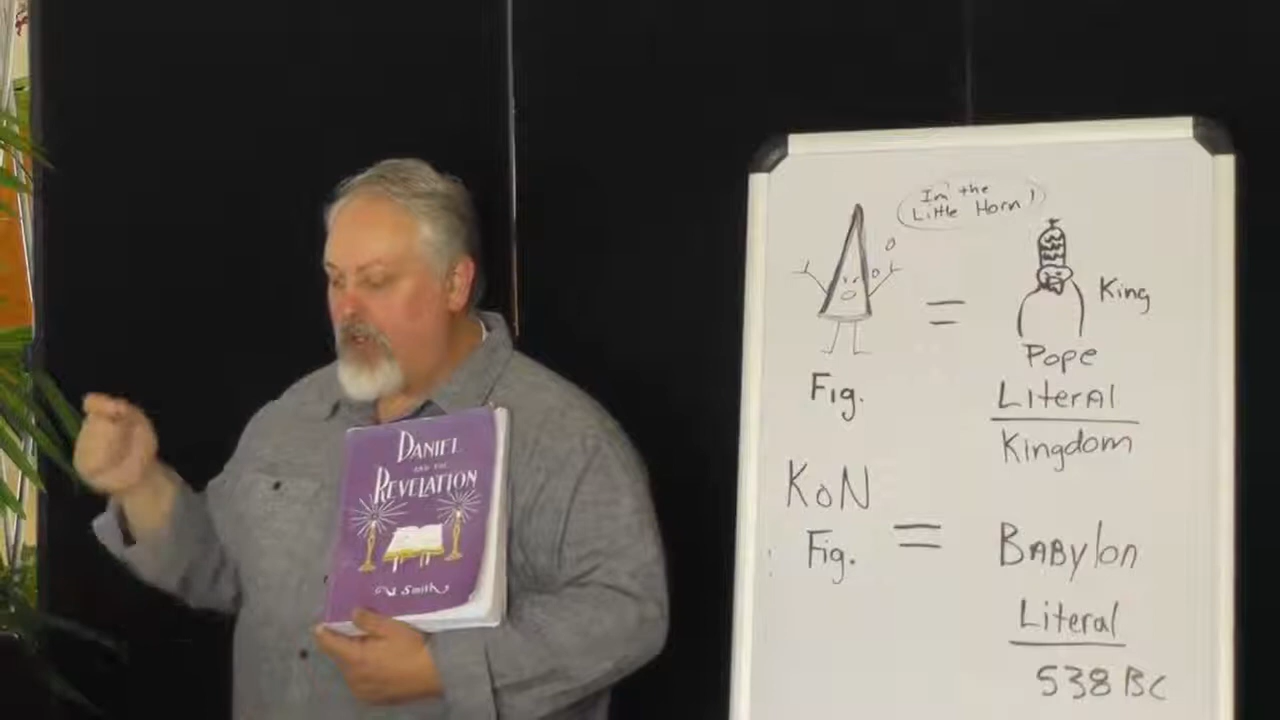 DANIEL
AND THE
REVELATION
U Smith
Im the
Little Horn!
=
King
Pope
Fig.
Literal
Kingdom
KoN
Fig. = Babylon
Literal
538 BC